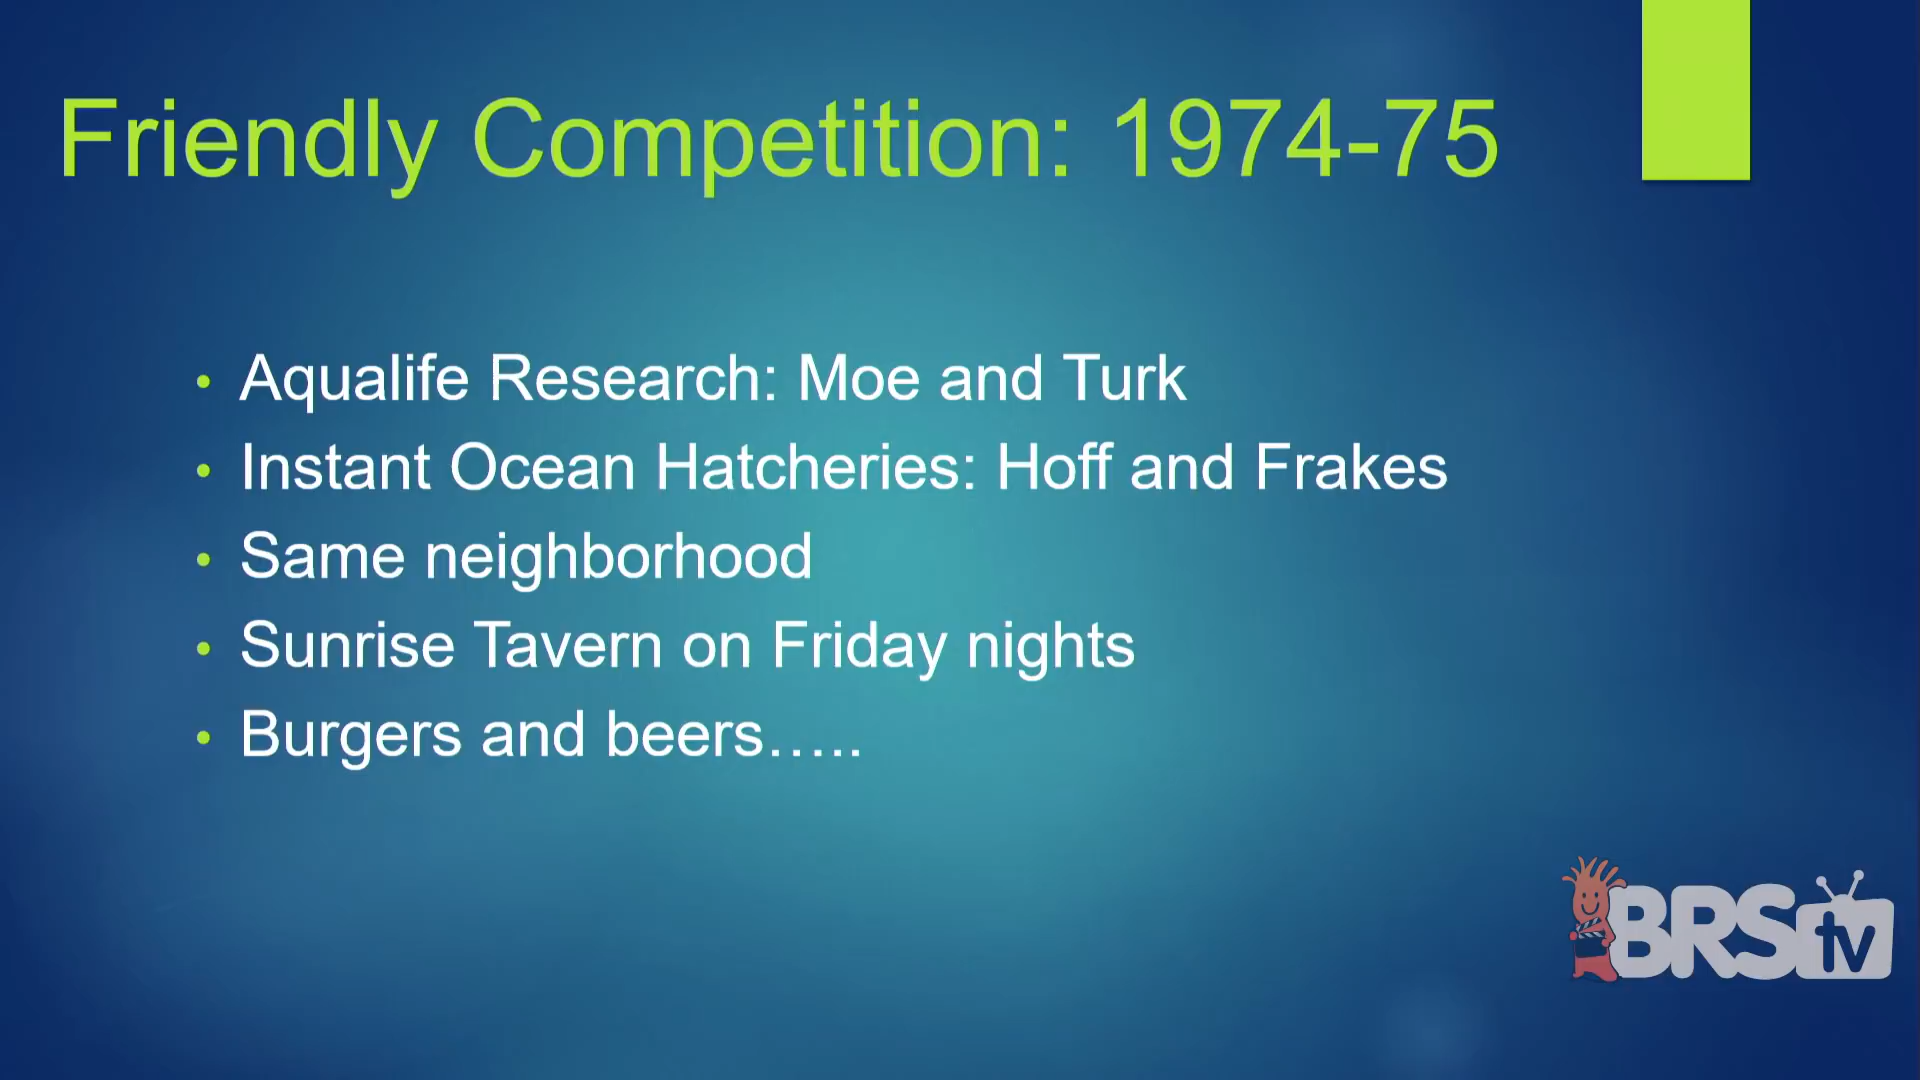 Friendly Competition: 1974-75
• Aqualife Research: Moe and Turk
• Instant Ocean Hatcheries: Hoff and Frakes
• Same neighborhood
• Sunrise Tavern on Friday nights
• Burgers and beers…..
BRStv